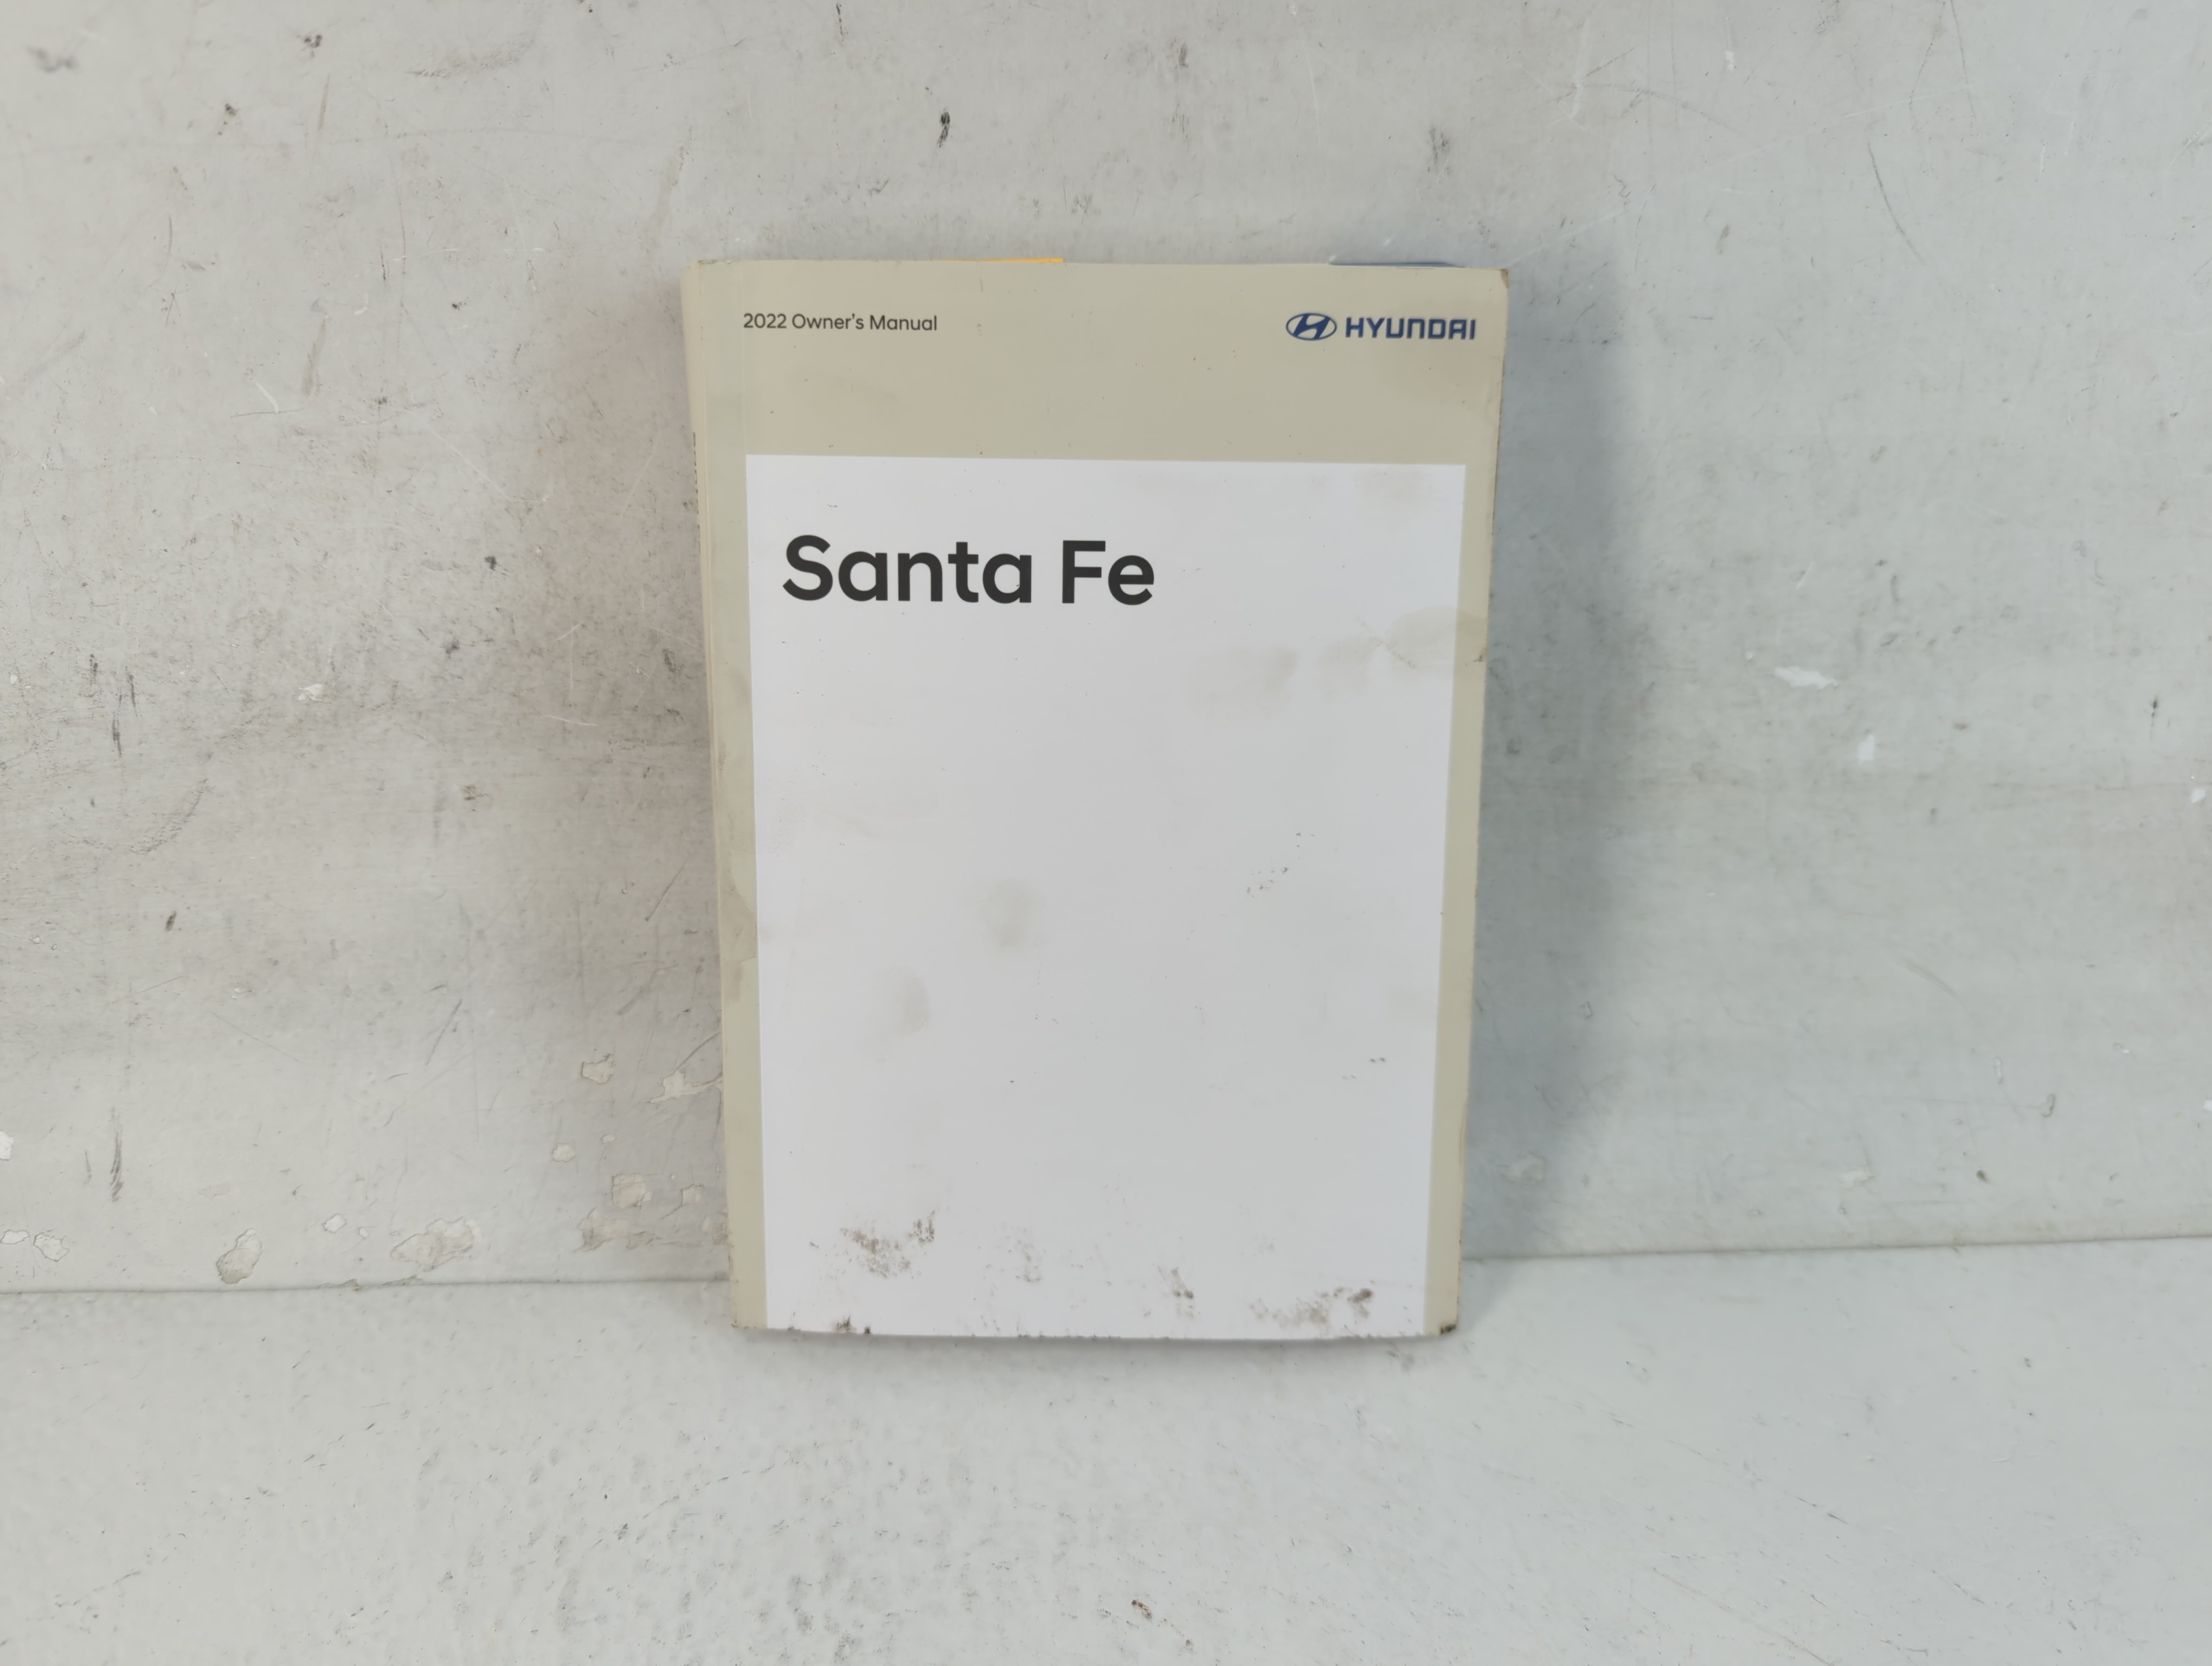 2022 Owner's Manual
HYUNDAI
Santa Fe